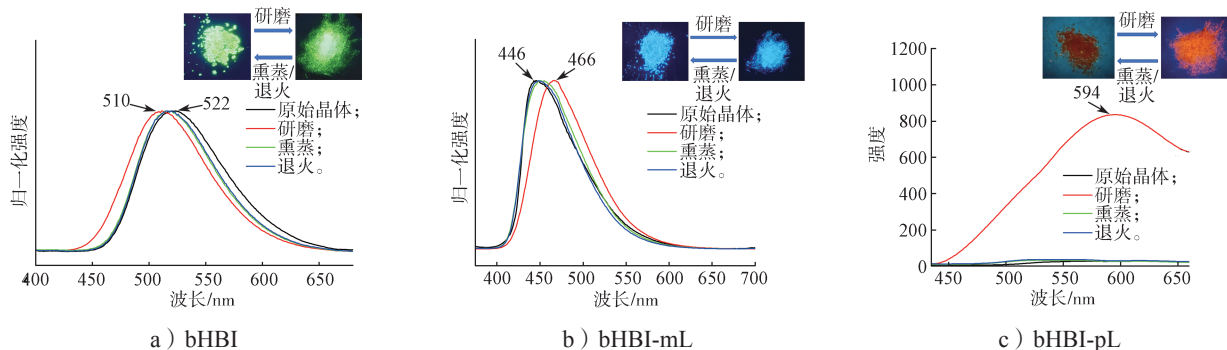 研磨
熏蒸/
退火
510
522
原始晶体；
研磨；
熏蒸；
退火。
归一化强度
400 450 500 550 600 650
波长/nm
a）bHBI
研磨
熏蒸/
退火
446
466
原始晶体；
研磨；
熏蒸；
退火。
归一化强度
400 450 500 550 600 650 700
波长/nm
b）bHBI-mL
研磨
熏蒸/
退火
594
1200
1000
800
600
400
200
0
强度
原始晶体；
研磨；
熏蒸；
退火。
450 500 550 600 650
波长/nm
c）bHBI-pL